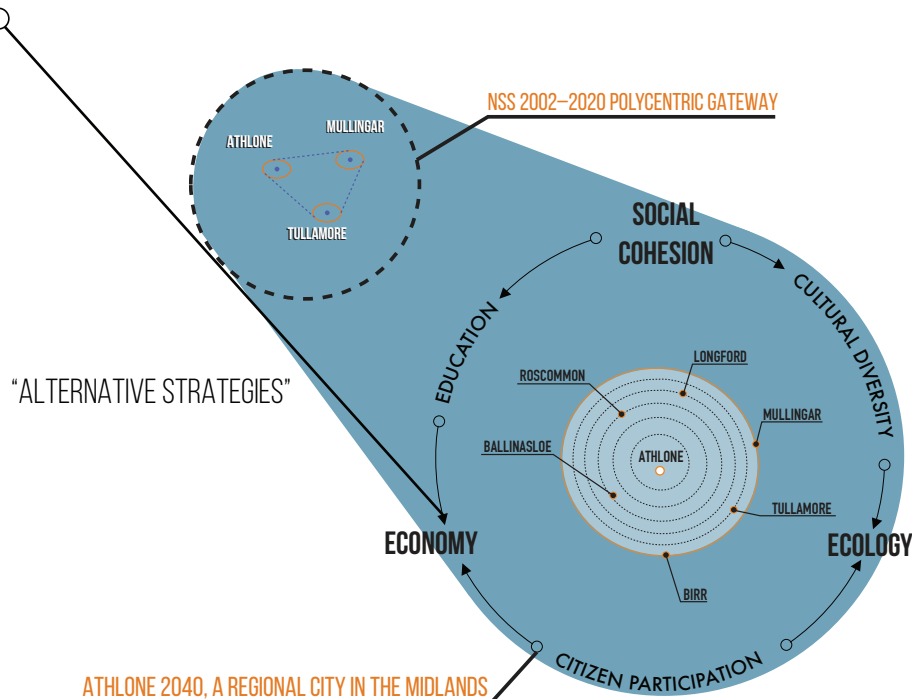 NSS 2002–2020 POLYCENTRIC GATEWAY
MULLINGAR
ATHLONE
TULLAMORE
SOCIAL
COHESION
EDUCATION
CULTURAL DIVERSITY
"ALTERNATIVE STRATEGIES"
LONGFORD
ROSCOMMON
MULLINGAR
BALLINASLOE
ATHLONE
TULLAMORE
ECONOMY
ECOLOGY
BIRR
CITIZEN PARTICIPATION
ATHLONE 2040, A REGIONAL CITY IN THE MIDLANDS